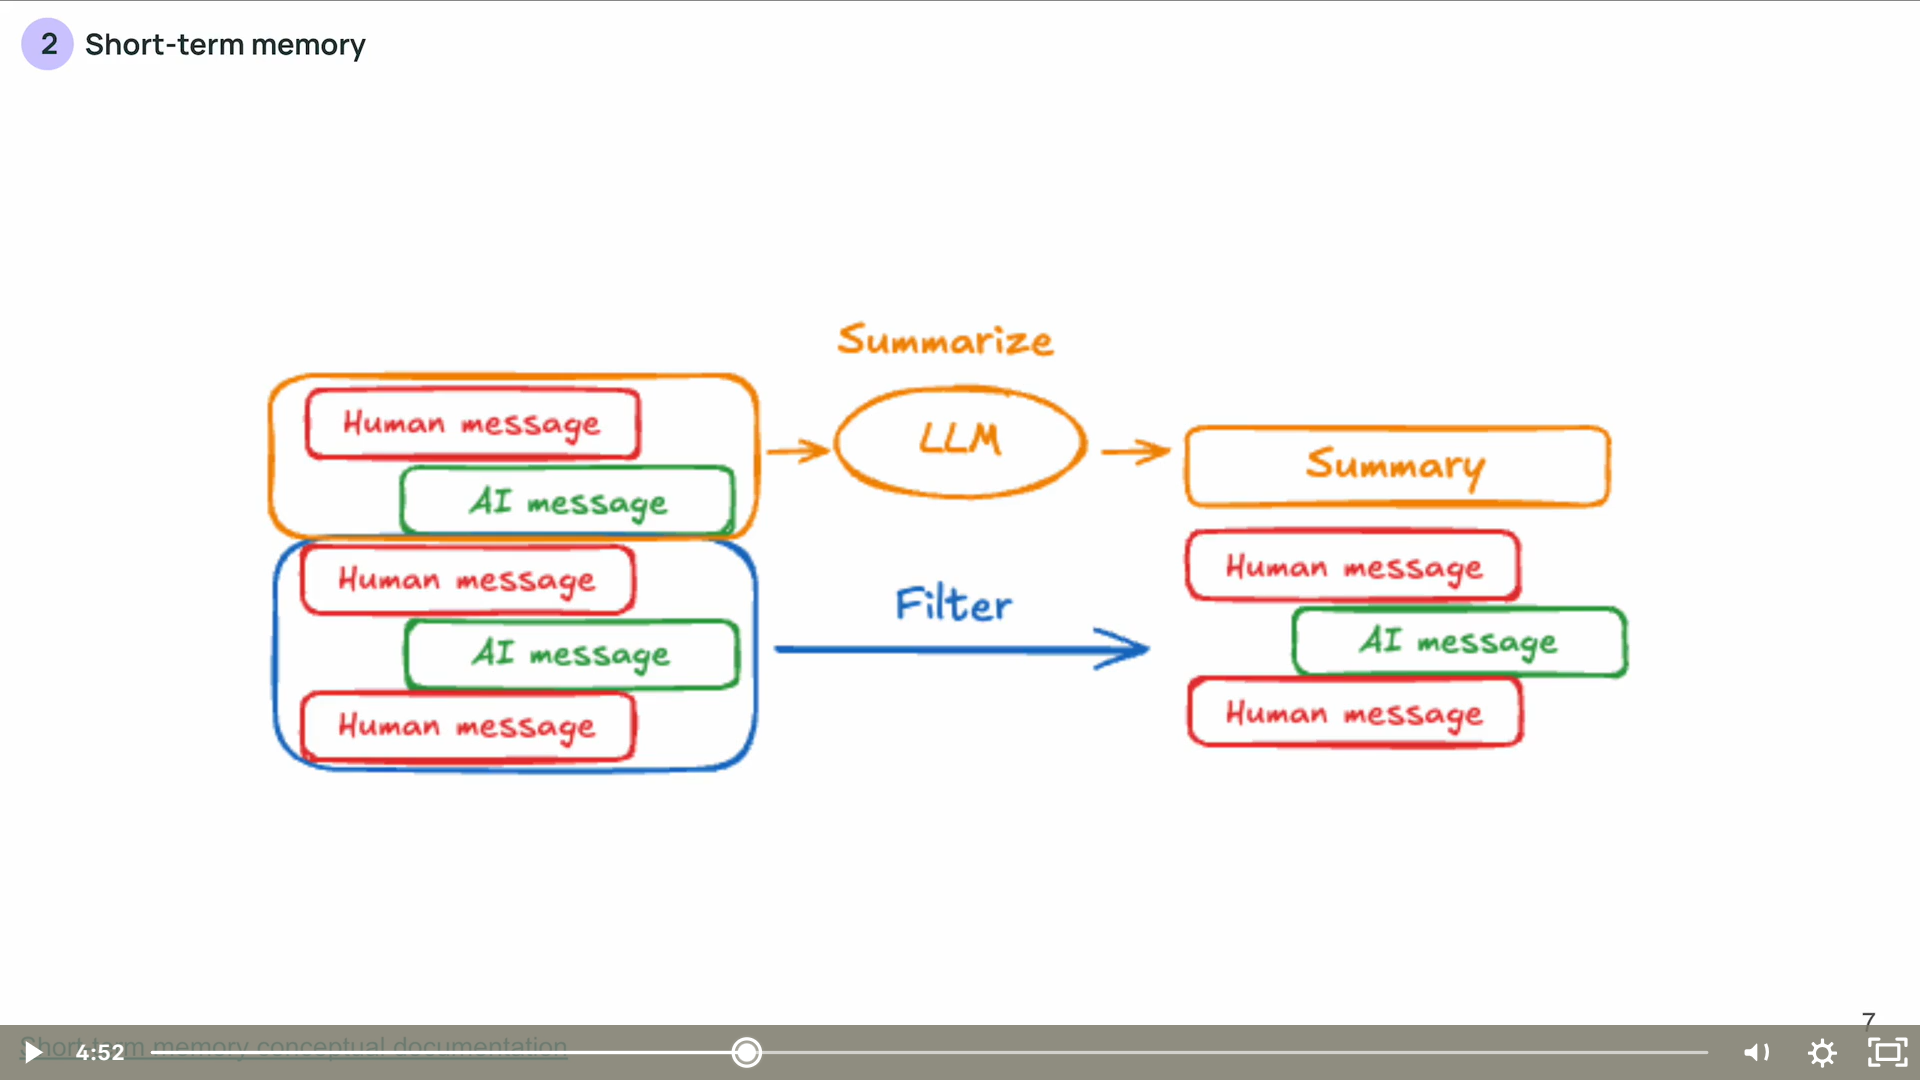 2 Short-term memory
Summarize
Human message
AI message
LLM
Summary
Human message
AI message
Human message
Filter
Human message
AI message
Human message
7
Short-term memory conceptual documentation
4:52